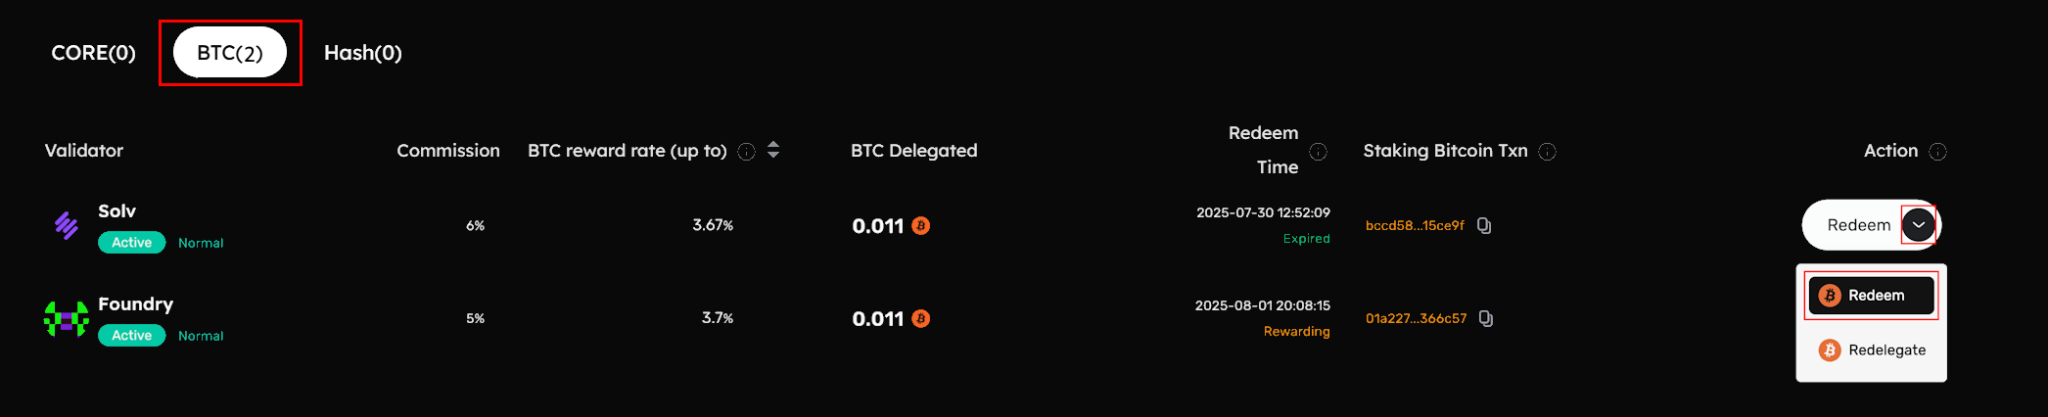 CORE(0) BTC(2) Hash(0)
Validator Commission BTC reward rate (up to) BTC Delegated Redeem Time Staking Bitcoin Txn Action
Solv
Active Normal 6% 3.67% 0.011 2025-07-30 12:52:09 bccd58...15ce9f Redeem
Expired
Redeem
Foundry
Active Normal 5% 3.7% 0.011 2025-08-01 20:08:15 01a227...366c57
Rewarding
Redelegate